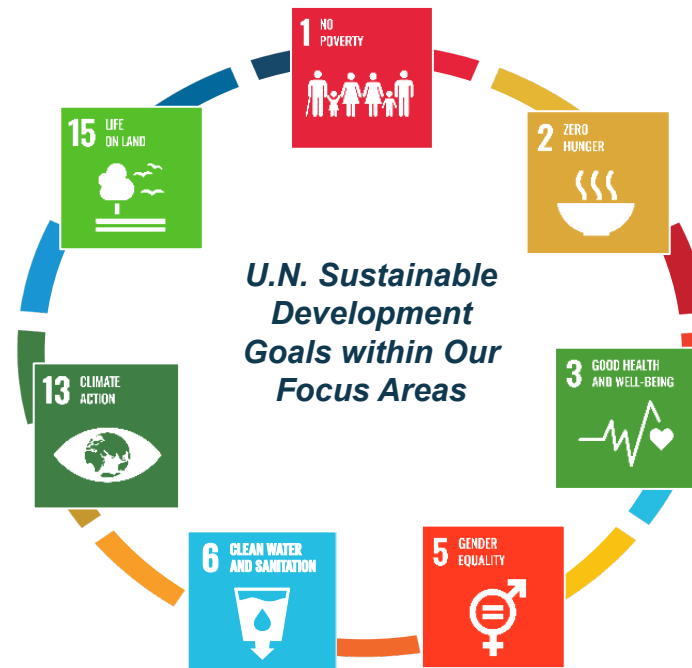 1 NO
POVERTY
2 ZERO
HUNGER
3 GOOD HEALTH
AND WELL-BEING
5 GENDER
EQUALITY
6 CLEAN WATER
AND SANITATION
13 CLIMATE
ACTION
15 LIFE
ON LAND
U.N. Sustainable
Development
Goals within Our
Focus Areas